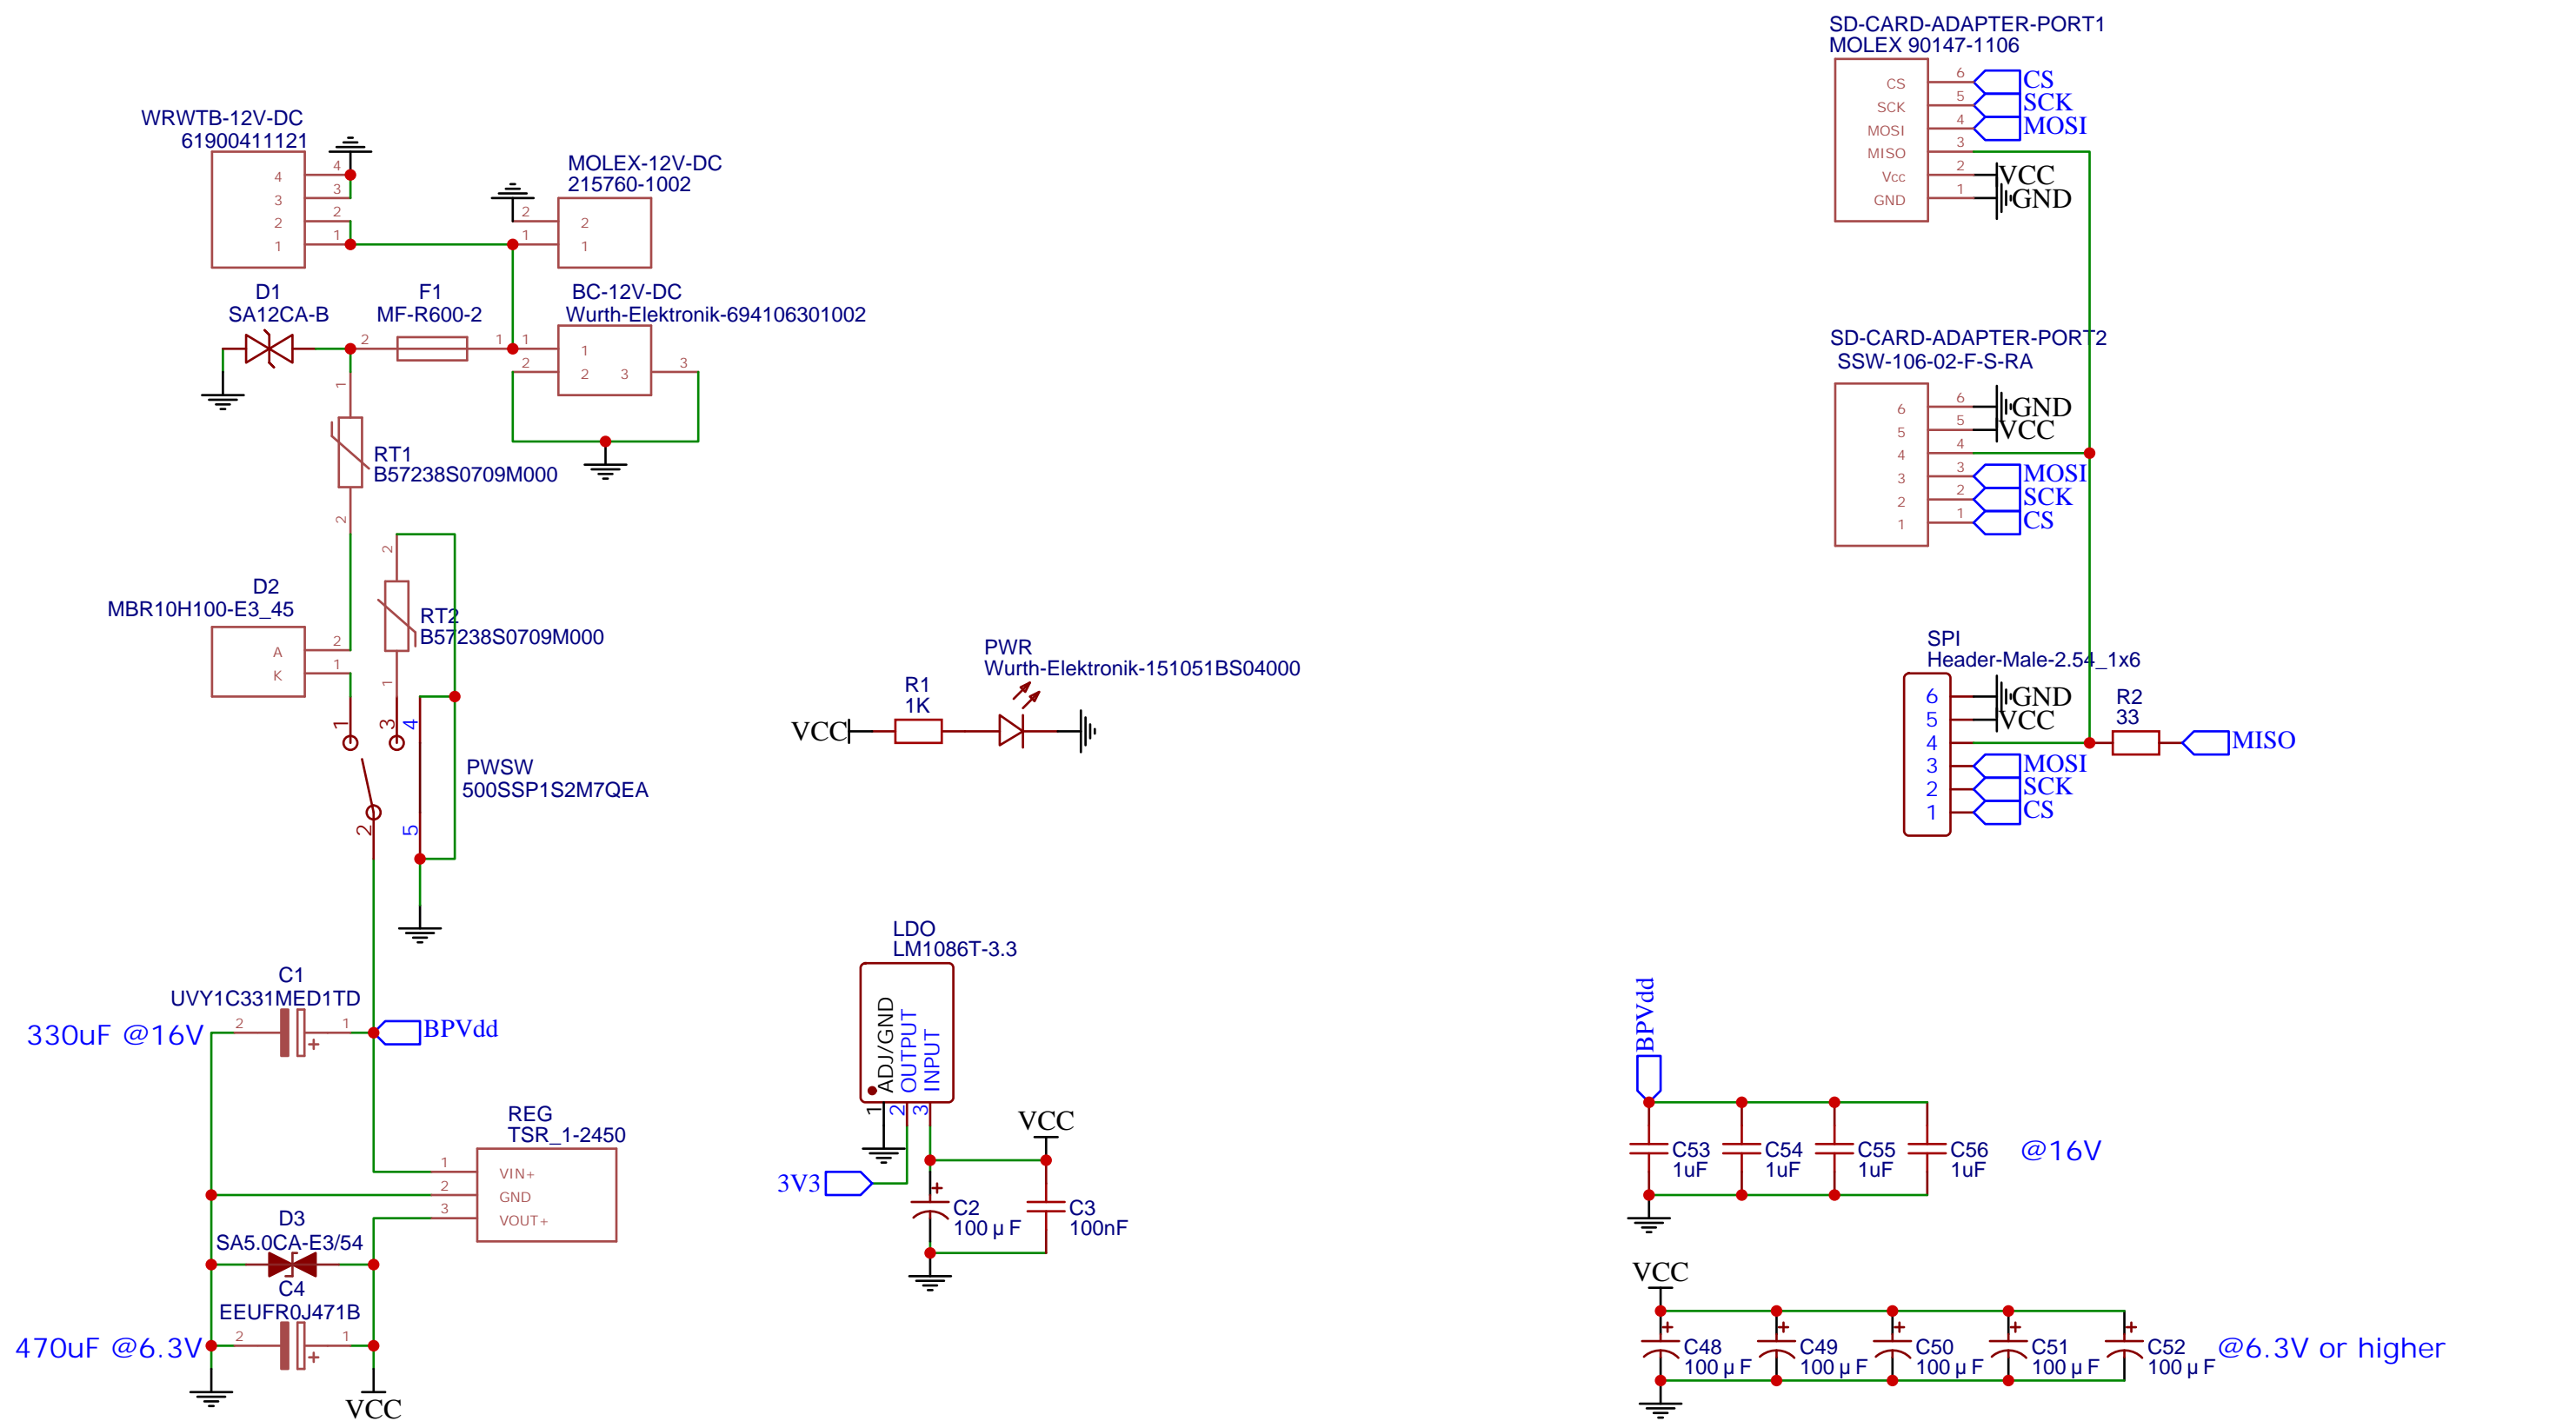 WRWTB-12V-DC
61900411121
4
3
2
1
4
3
2
1
MOLEX-12V-DC
215760-1002
2
1
2
1
D1
SA12CA-B
F1
MF-R600-2
2
1
BC-12V-DC
Wurth-Elektronik-694106301002
1
2
1
2
3
3
1
RT1
B57238S0709M000
2
D2
MBR10H100-E3_45
A
K
2
1
2
RT2
B57238S0709M000
1
1
3
4
2
5
PWSW
500SSP1S2M7QEA
C1
UVY1C331MED1TD
330uF @16V
2
1
+
BPVdd
REG
TSR_1-2450
1
2
3
VIN+
GND
VOUT+
D3
SA5.0CA-E3/54
C4
EEUFR0J471B
470uF @6.3V
2
1
+
VCC
PWR
Wurth-Elektronik-151051BS04000
R1
1K
VCC
LDO
LM1086T-3.3
ADJ/GND
OUTPUT
INPUT
1
2
3
VCC
3V3
+
C2
100µF
C3
100nF
SD-CARD-ADAPTER-PORT1
MOLEX 90147-1106
CS 6 CS
SCK 5 SCK
MOSI 4 MOSI
MISO 3
Vcc 2 VCC
GND 1 GND
SD-CARD-ADAPTER-PORT2
SSW-106-02-F-S-RA
6 6 GND
5 5 VCC
4 4
3 3 MOSI
2 2 SCK
1 1 CS
SPI
Header-Male-2.54_1x6
6 GND
5 VCC
4
3 MOSI
2 SCK
1 CS
R2
33
MISO
BPVdd
C53
1uF
C54
1uF
C55
1uF
C56
1uF
@16V
VCC
+
C48
100µF
+
C49
100µF
+
C50
100µF
+
C51
100µF
+
C52
100µF
@6.3V or higher